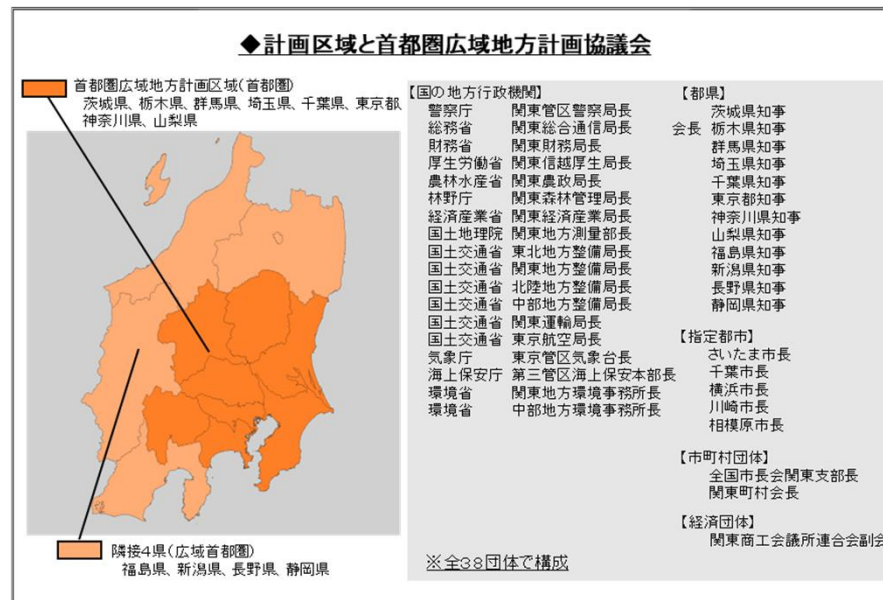 ◆計画区域と首都圏広域地方計画協議会
首都圏広域地方計画区域(首都圏)
茨城県、栃木県、群馬県、埼玉県、千葉県、東京都
神奈川県、山梨県
隣接4県(広域首都圏)
福島県、新潟県、長野県、静岡県
【国の地方行政機関】
警察庁 関東管区警察局長
総務省 関東総合通信局長
財務省 関東財務局長
厚生労働省 関東信越厚生局長
農林水産省 関東農政局長
林野庁 関東森林管理局長
経済産業省 関東経済産業局長
国土地理院 関東地方測量部長
国土交通省 東北地方整備局長
国土交通省 関東地方整備局長
国土交通省 北陸地方整備局長
国土交通省 中部地方整備局長
国土交通省 関東運輸局長
国土交通省 東京航空局長
気象庁 東京管区気象台長
海上保安庁 第三管区海上保安本部長
環境省 関東地方環境事務所長
環境省 中部地方環境事務所長
※全38団体で構成
【都県】
茨城県知事
会長 栃木県知事
群馬県知事
埼玉県知事
千葉県知事
東京都知事
神奈川県知事
山梨県知事
福島県知事
新潟県知事
長野県知事
静岡県知事
【指定都市】
さいたま市長
千葉市長
横浜市長
川崎市長
相模原市長
【市町村団体】
全国市長会関東支部長
関東町村会長
【経済団体】
関東商工会議所連合会副会